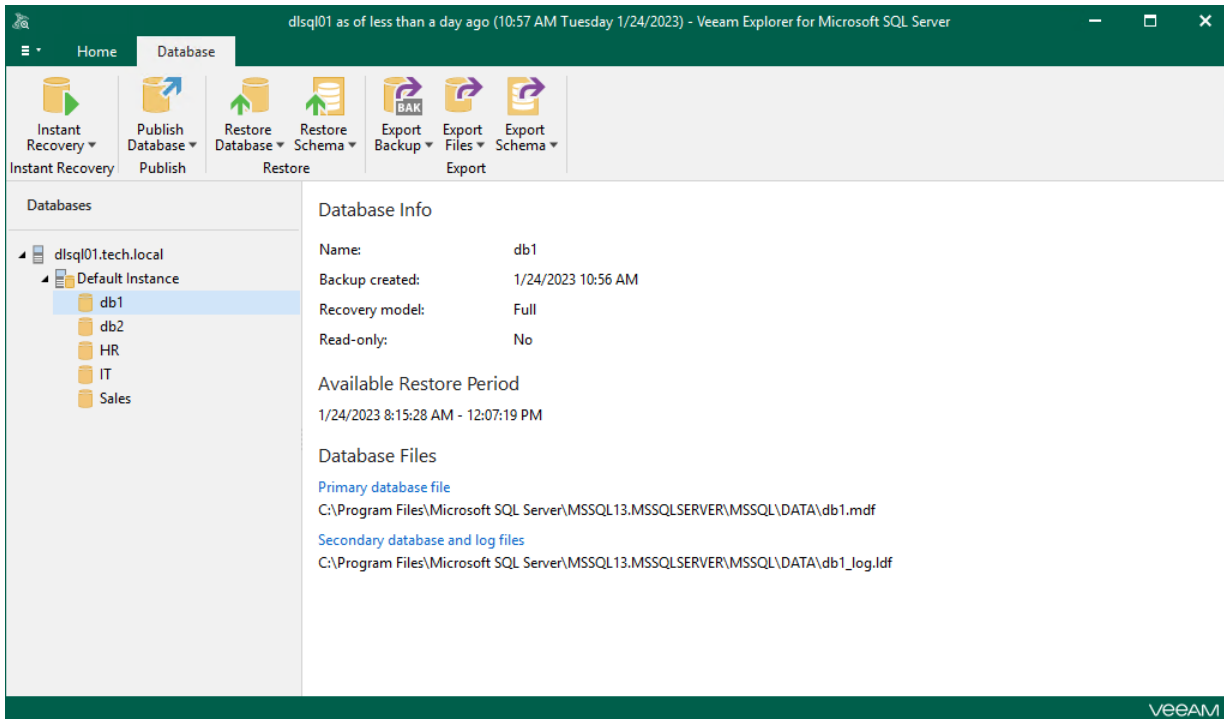 dlsql01 as of less than a day ago (10:57 AM Tuesday 1/24/2023) - Veeam Explorer for Microsoft SQL Server
Home Database
Instant Recovery
Publish Database
Restore Database
Restore Schema
BAK
Export Backup
Export Files
Export Schema
Instant Recovery Publish Restore Export
Databases
dlsql01.tech.local
Default Instance
db1
db2
HR
IT
Sales
Database Info
Name: db1
Backup created: 1/24/2023 10:56 AM
Recovery model: Full
Read-only: No
Available Restore Period
1/24/2023 8:15:28 AM - 12:07:19 PM
Database Files
Primary database file
C:\Program Files\Microsoft SQL Server\MSSQL13.MSSQLSERVER\MSSQL\DATA\db1.mdf
Secondary database and log files
C:\Program Files\Microsoft SQL Server\MSSQL13.MSSQLSERVER\MSSQL\DATA\db1_log.ldf
veeam